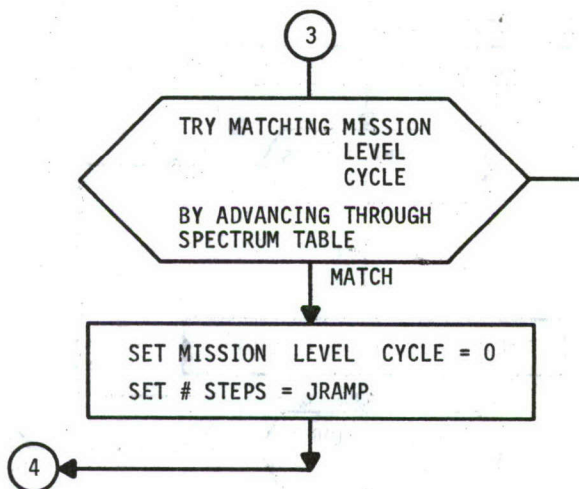 3
TRY MATCHING MISSION
LEVEL
CYCLE
BY ADVANCING THROUGH
SPECTRUM TABLE
MATCH
SET MISSION LEVEL CYCLE = 0
SET # STEPS = JRAMP
4